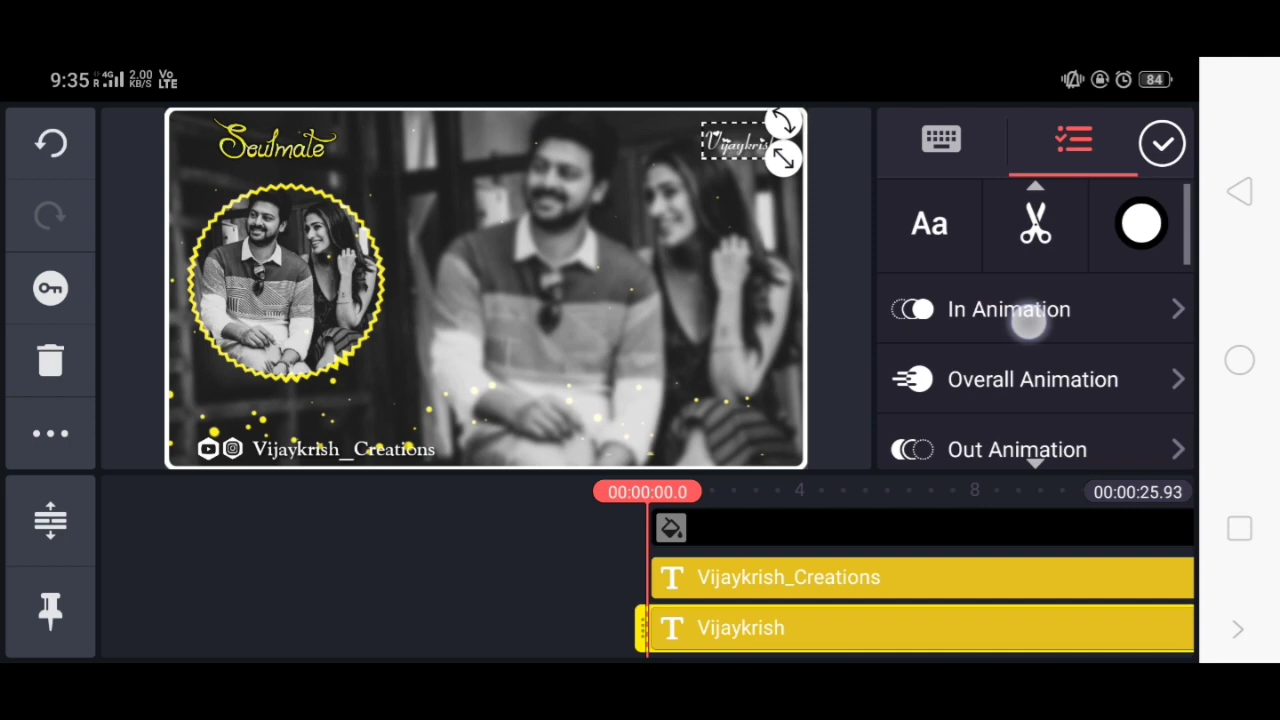 9:35 R 4G 2.00 KB/S Vo LTE 84
Soulmate
Vijaykrish
Vijaykrish_Creations
Aa
In Animation
Overall Animation
Out Animation
00:00:00.0 4 8 00:00:25.93
T Vijaykrish_Creations
T Vijaykrish